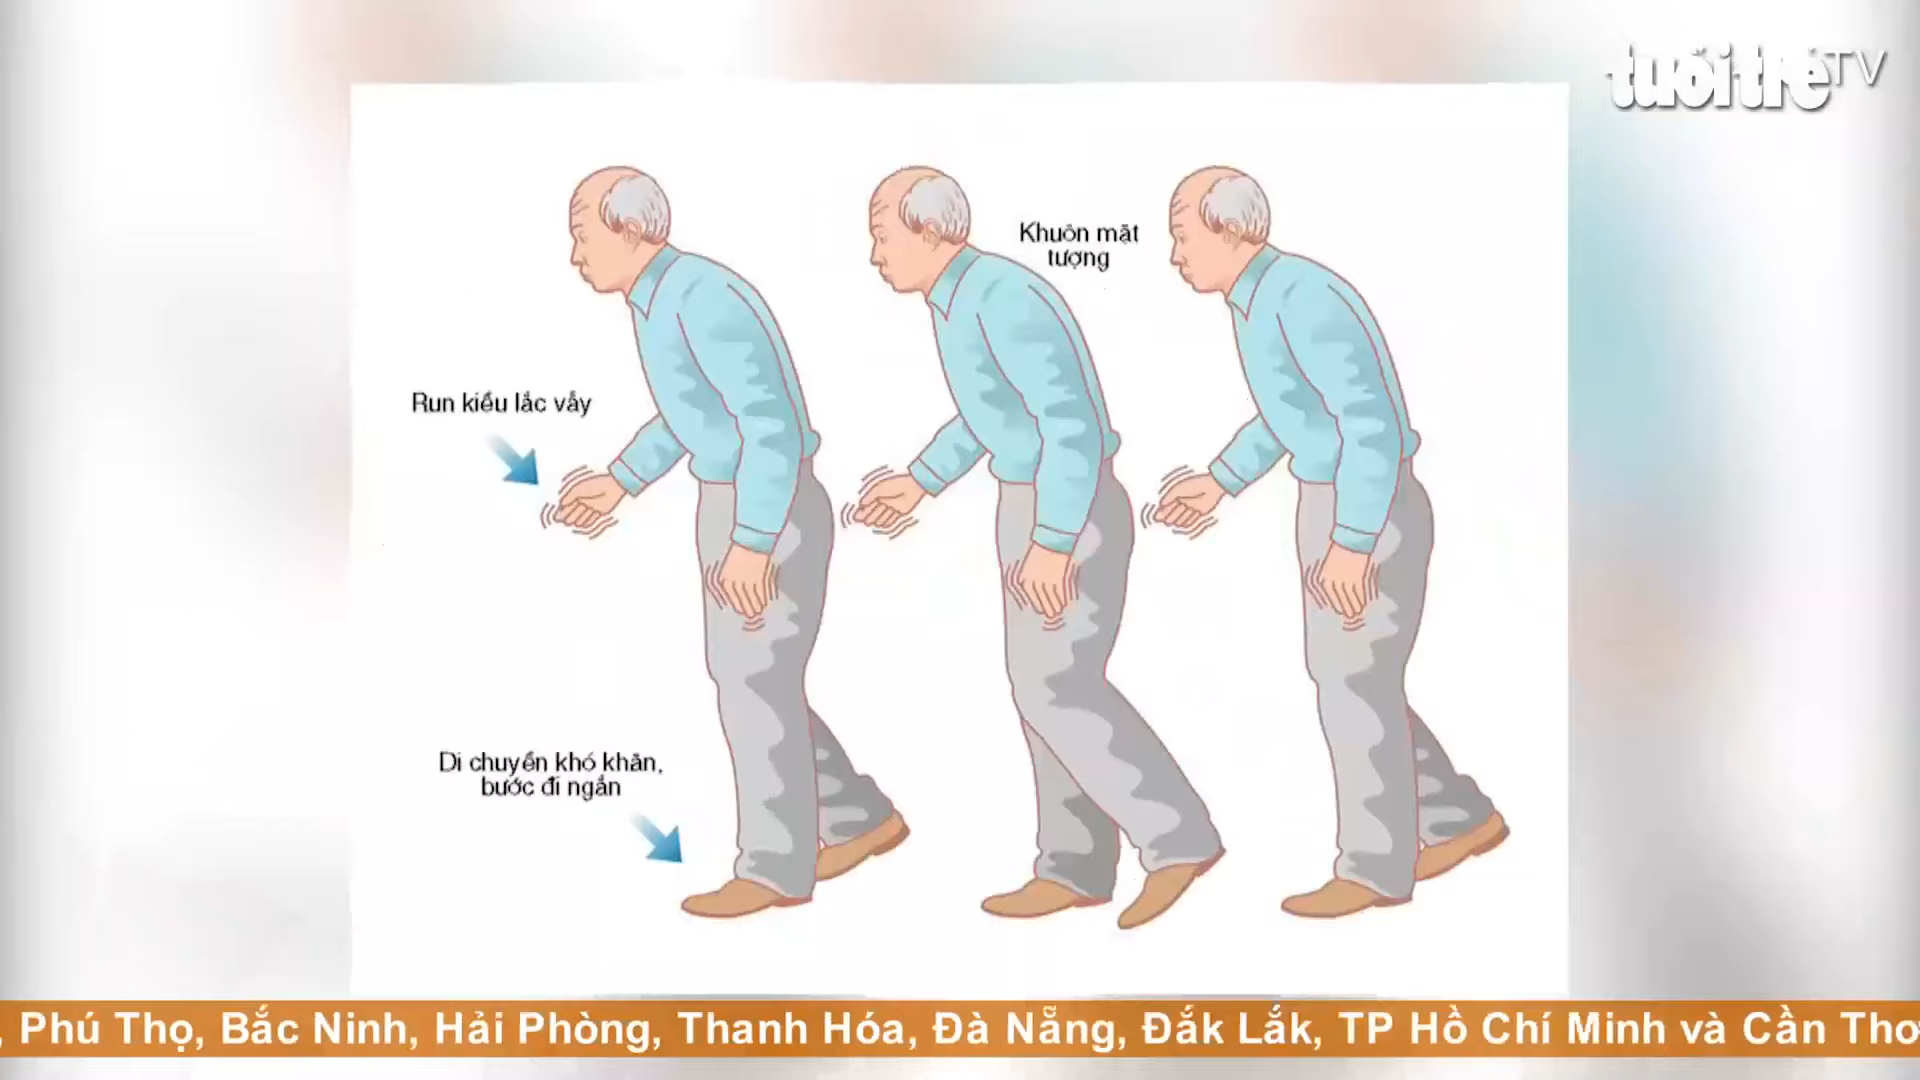 tuổi trẻ TV
Khuôn mặt
tượng
Run kiểu lắc vẩy
Di chuyển khó khăn,
bước đi ngắn
, Phú Thọ, Bắc Ninh, Hải Phòng, Thanh Hóa, Đà Nẵng, Đắk Lắk, TP Hồ Chí Minh và Cần Thơ